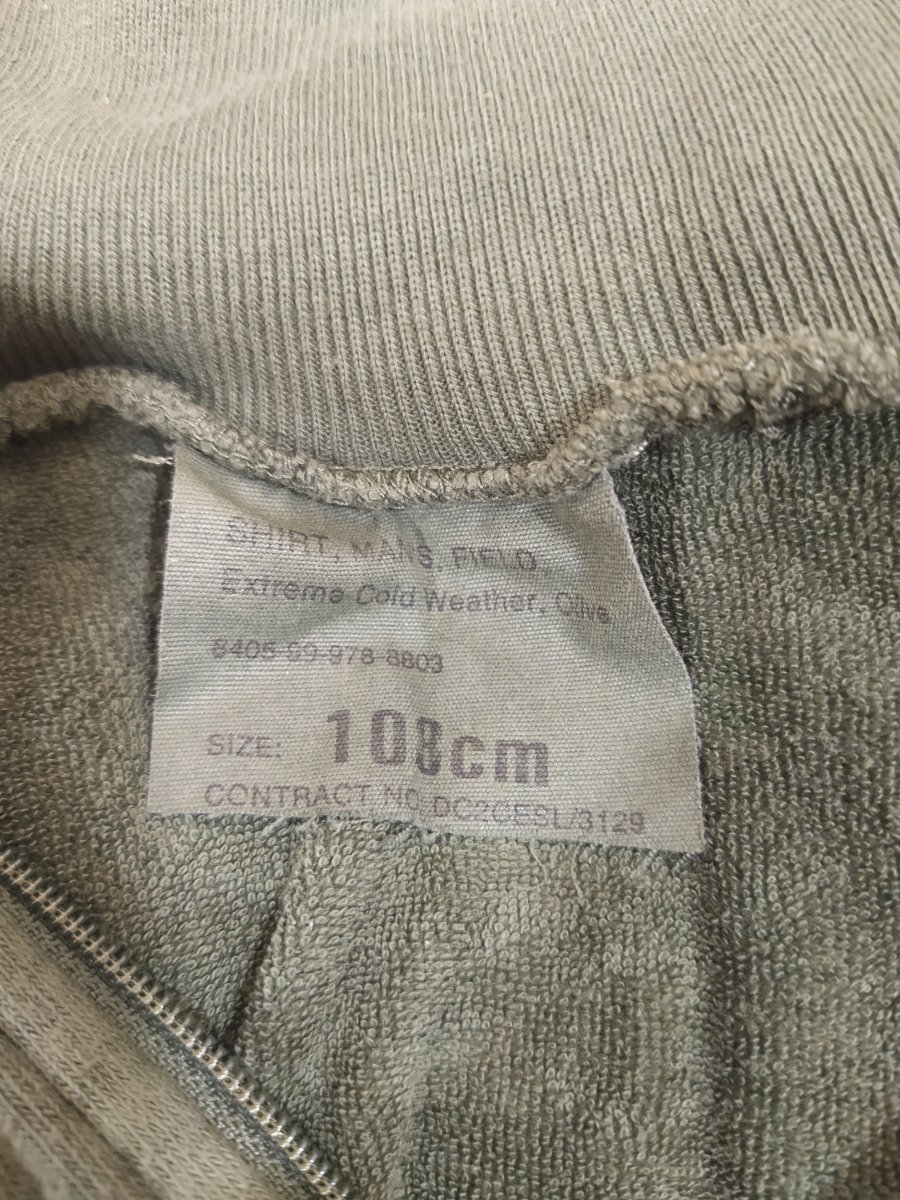 SHIRT, MANS, FIELD,
Extreme Cold Weather, Olive.
8405-99-978-8803
SIZE: 108cm
CONTRACT NO. DC2CESL/3129